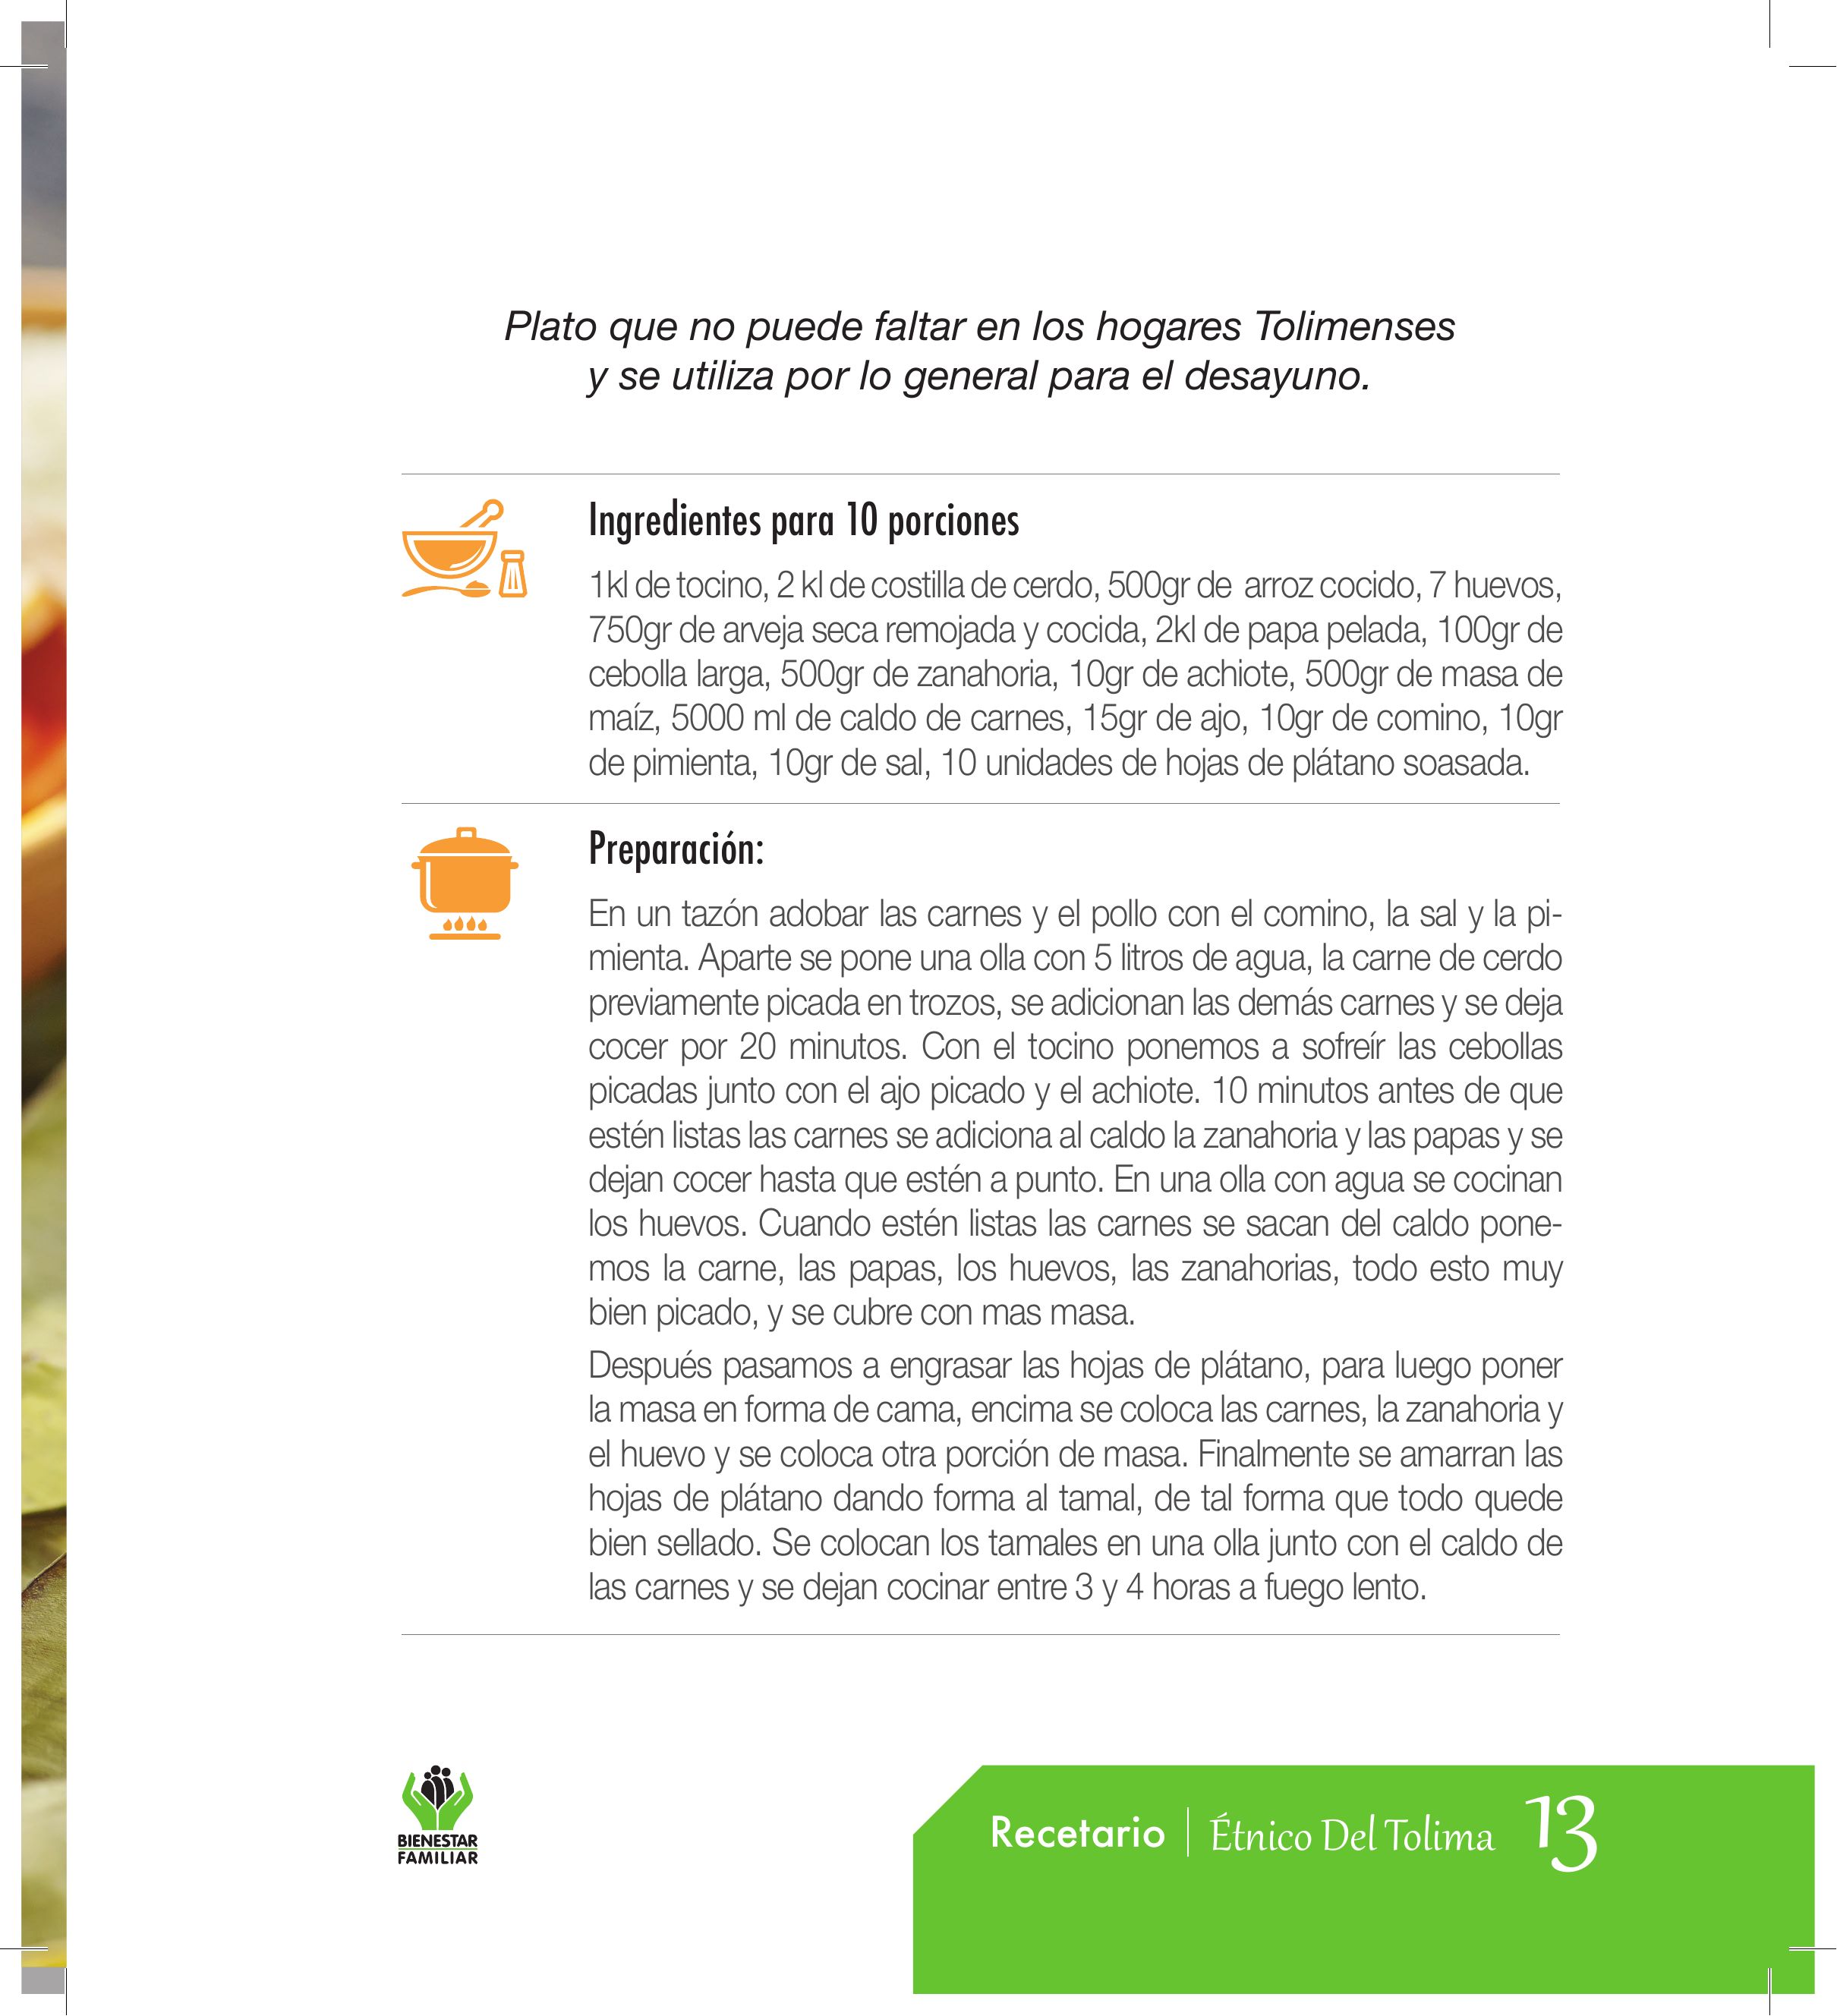 Plato que no puede faltar en los hogares Tolimenses
y se utiliza por lo general para el desayuno.
Ingredientes para 10 porciones
1kl de tocino, 2 kl de costilla de cerdo, 500gr de arroz cocido, 7 huevos,
750gr de arveja seca remojada y cocida, 2kl de papa pelada, 100gr de
cebolla larga, 500gr de zanahoria, 10gr de achiote, 500gr de masa de
maíz, 5000 ml de caldo de carnes, 15gr de ajo, 10gr de comino, 10gr
de pimienta, 10gr de sal, 10 unidades de hojas de plátano soasada.
Preparación:
En un tazón adobar las carnes y el pollo con el comino, la sal y la pi-
mienta. Aparte se pone una olla con 5 litros de agua, la carne de cerdo
previamente picada en trozos, se adicionan las demás carnes y se deja
cocer por 20 minutos. Con el tocino ponemos a sofreír las cebollas
picadas junto con el ajo picado y el achiote. 10 minutos antes de que
estén listas las carnes se adiciona al caldo la zanahoria y las papas y se
dejan cocer hasta que estén a punto. En una olla con agua se cocinan
los huevos. Cuando estén listas las carnes se sacan del caldo pone-
mos la carne, las papas, los huevos, las zanahorias, todo esto muy
bien picado, y se cubre con mas masa.
Después pasamos a engrasar las hojas de plátano, para luego poner
la masa en forma de cama, encima se coloca las carnes, la zanahoria y
el huevo y se coloca otra porción de masa. Finalmente se amarran las
hojas de plátano dando forma al tamal, de tal forma que todo quede
bien sellado. Se colocan los tamales en una olla junto con el caldo de
las carnes y se dejan cocinar entre 3 y 4 horas a fuego lento.
BIENESTAR
FAMILIAR
Recetario | Étnico Del Tolima 13